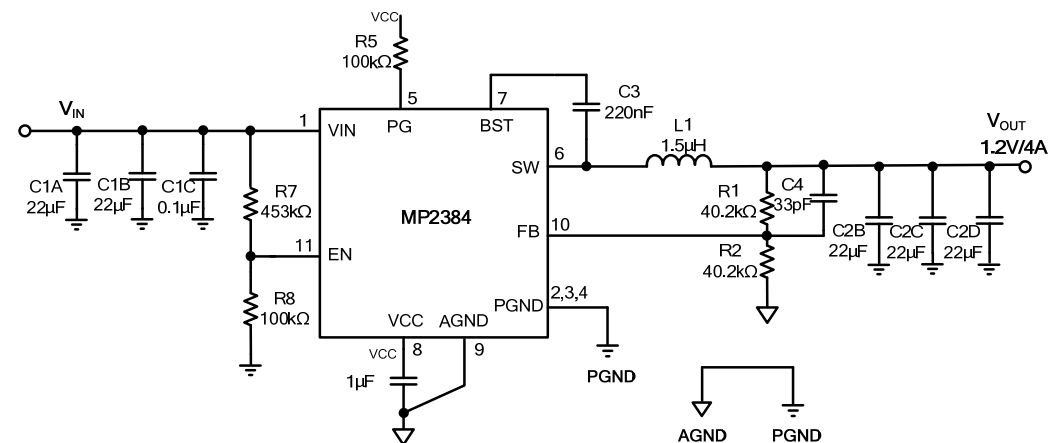 VCC
R5
100kΩ
5
7
C3
220nF
VIN
1
VIN
PG
BST
L1
1.5µH
VOUT
1.2V/4A
6
SW
C1A
22µF
C1B
22µF
C1C
0.1µF
R7
453kΩ
MP2384
R1
40.2kΩ
C4
33pF
FB
10
11
EN
R2
40.2kΩ
C2B
22µF
C2C
22µF
C2D
22µF
R8
100kΩ
PGND
2,3,4
VCC
AGND
VCC
8
9
1µF
PGND
AGND
PGND